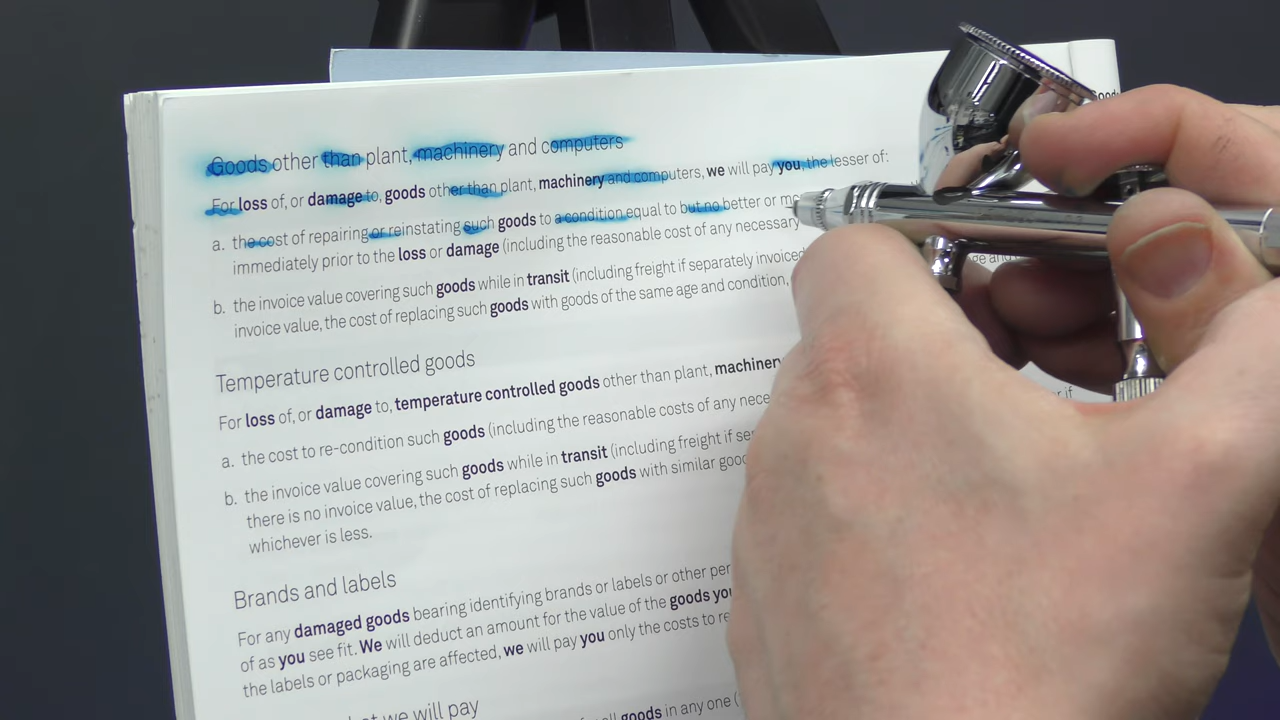 Goods
Goods other than plant, machinery and computers
For loss of, or damage to, goods other than plant, machinery and computers, we will pay you, the lesser of:
a. the cost of repairing or reinstating such goods to a condition equal to but no better or
immediately prior to the loss or damage (including the reasonable cost of any necessary
b. the invoice value covering such goods while in transit (including freight if separately invoiced
invoice value, the cost of replacing such goods with goods of the same age and condition,
Temperature controlled goods
For loss of, or damage to, temperature controlled goods other than plant, machinery
a. the cost to re-condition such goods (including the reasonable costs of any
if
b. the invoice value covering such goods while in transit (including freight if
there is no invoice value, the cost of replacing such goods with similar
whichever is less.
Brands and labels
For any damaged goods bearing identifying brands or labels or other
of as you see fit. We will deduct an amount for the value of the goods
the labels or packaging are affected, we will pay you only the costs to
we will pay
goods in any one